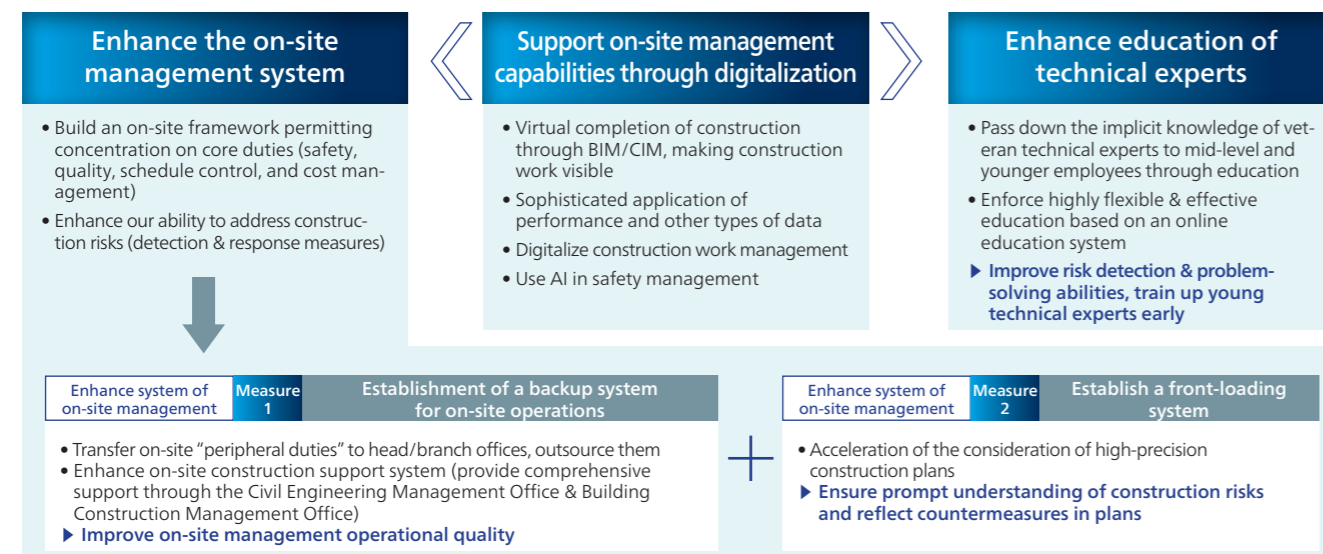 Enhance the on-site
management system
• Build an on-site framework permitting
concentration on core duties (safety,
quality, schedule control, and cost man-
agement)
• Enhance our ability to address construc-
tion risks (detection & response measures)
Support on-site management
capabilities through digitalization
• Virtual completion of construction
through BIM/CIM, making construction
work visible
• Sophisticated application of
performance and other types of data
• Digitalize construction work management
• Use AI in safety management
Enhance education of
technical experts
• Pass down the implicit knowledge of vet-
eran technical experts to mid-level and
younger employees through education
• Enforce highly flexible & effective
education based on an online
education system
▶ Improve risk detection & problem-
solving abilities, train up young
technical experts early
Enhance system of
on-site management
Measure
1
Establishment of a backup system
for on-site operations
• Transfer on-site “peripheral duties” to head/branch offices, outsource them
• Enhance on-site construction support system (provide comprehensive
support through the Civil Engineering Management Office & Building
Construction Management Office)
▶ Improve on-site management operational quality
+
Enhance system of
on-site management
Measure
2
Establish a front-loading
system
• Acceleration of the consideration of high-precision
construction plans
▶ Ensure prompt understanding of construction risks
and reflect countermeasures in plans